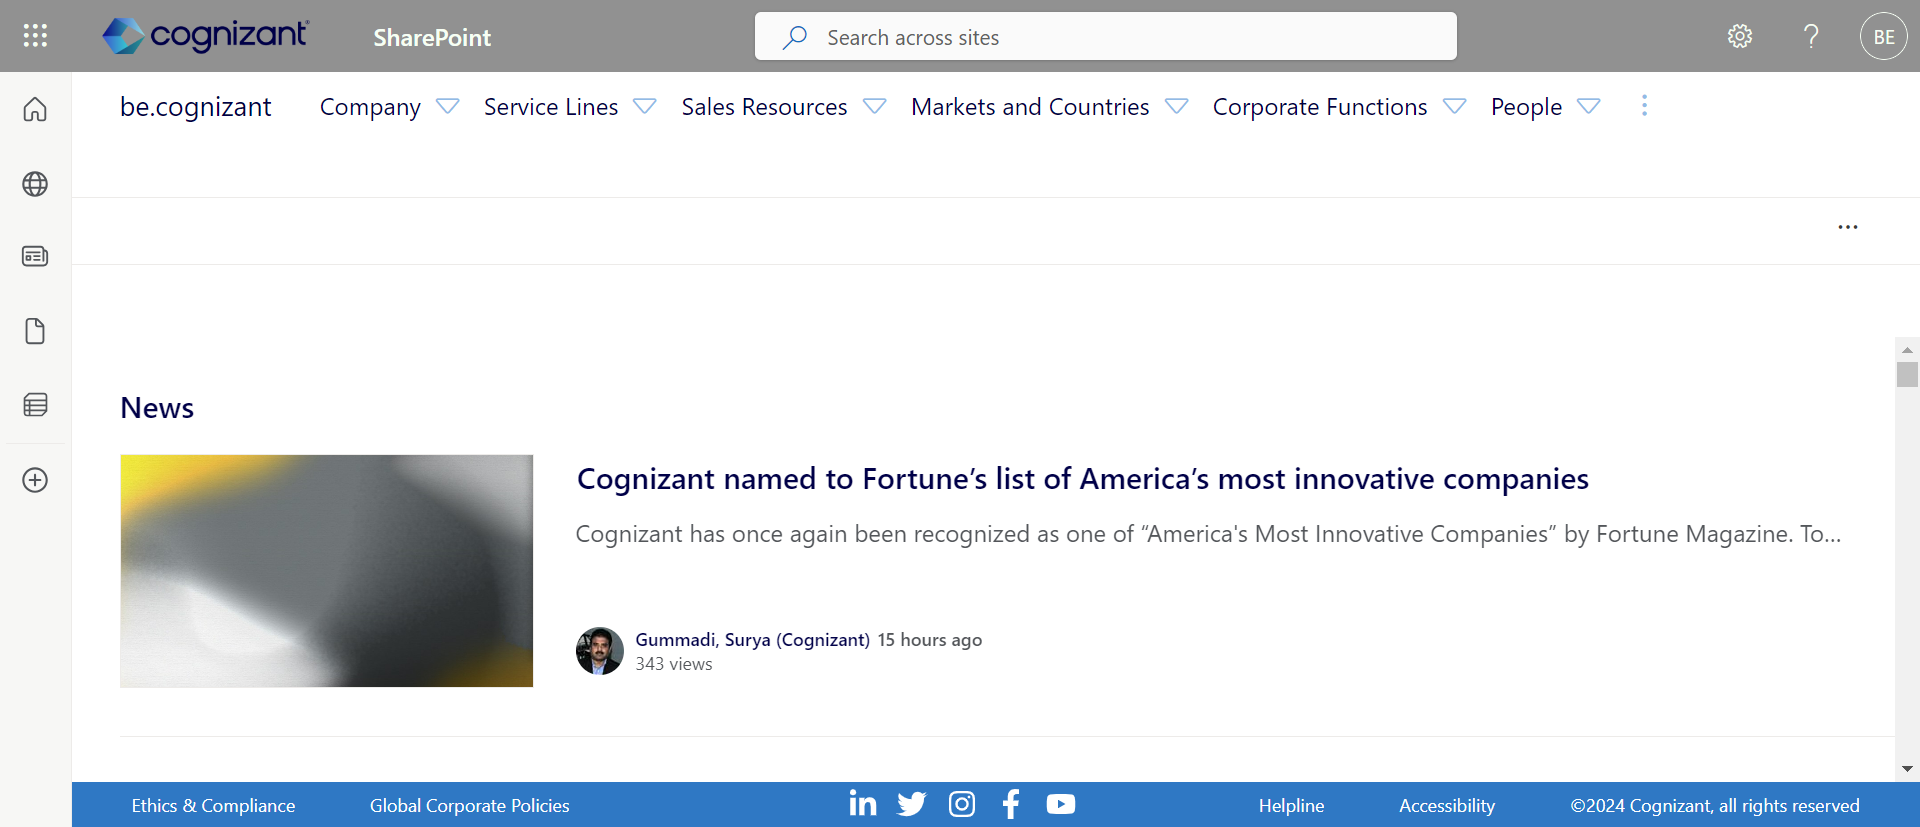 cognizant SharePoint Search across sites ? BE
be.cognizant Company Service Lines Sales Resources Markets and Countries Corporate Functions People
News
Cognizant named to Fortune’s list of America’s most innovative companies
Cognizant has once again been recognized as one of “America's Most Innovative Companies” by Fortune Magazine. To...
Gummadi, Surya (Cognizant) 15 hours ago
343 views
Ethics & Compliance Global Corporate Policies Helpline Accessibility ©2024 Cognizant, all rights reserved